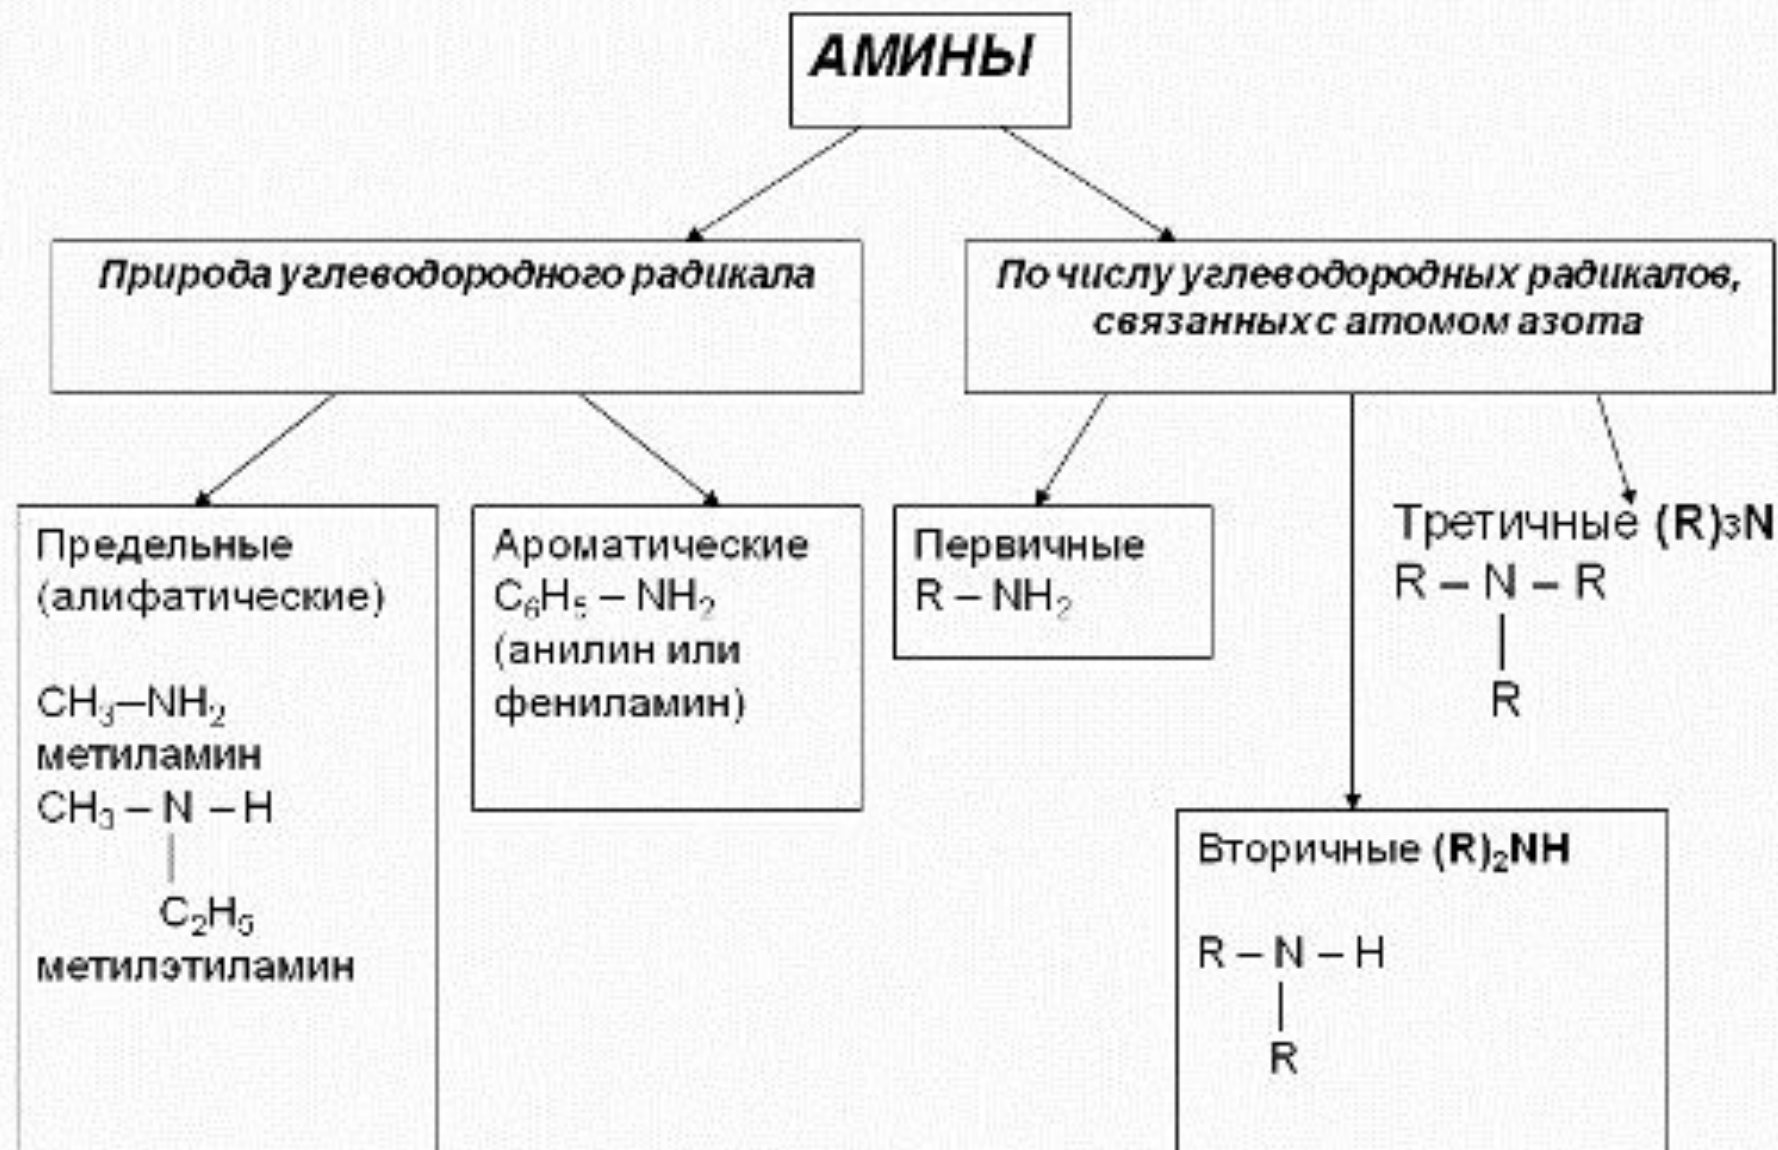 АМИНЫ
Природа углеводородного радикала
По числу углеводородных радикалов,
связанных с атомом азота
Предельные
(алифатические)
CH₃–NH₂
метиламин
CH₃ – N – H
|
C₂H₅
метилэтиламин
Ароматические
C₆H₅ – NH₂
(анилин или
фениламин)
Первичные
R – NH₂
Третичные (R)₃N
R – N – R
|
R
Вторичные (R)₂NH
R – N – H
|
R